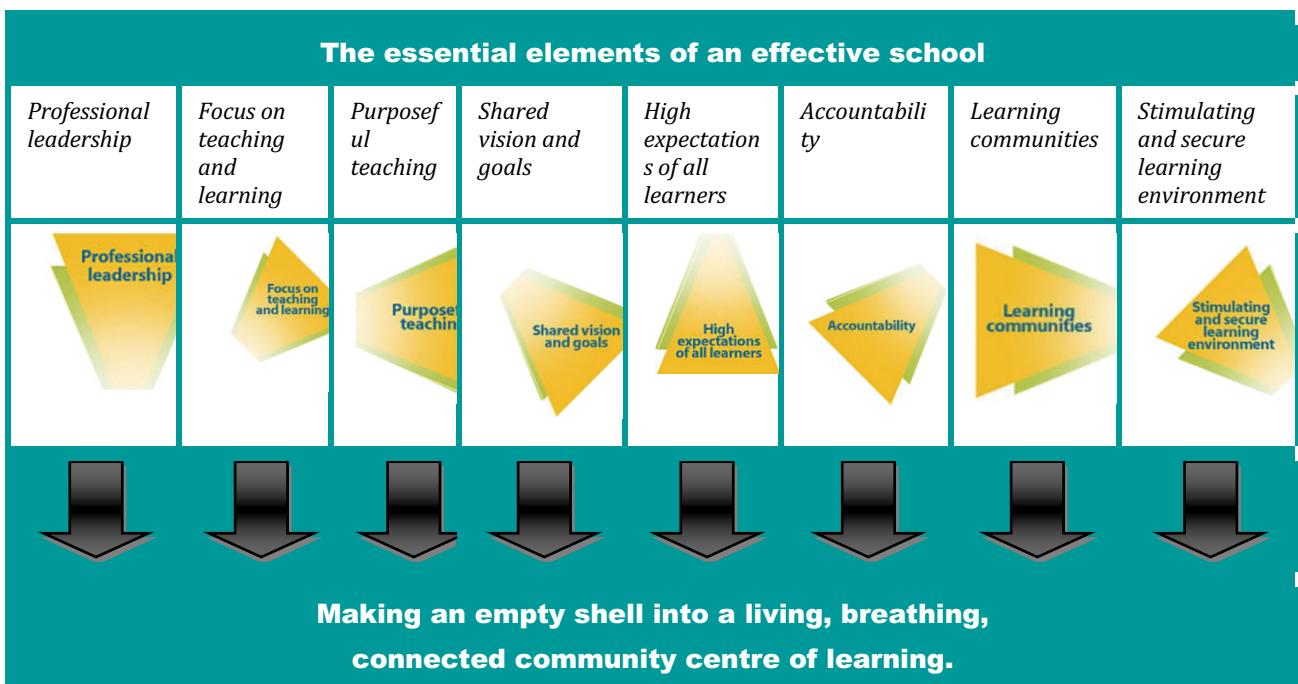 The essential elements of an effective school
Professional
leadership
Focus on
teaching
and
learning
Purposef
ul
teaching
Shared
vision and
goals
High
expectation
s of all
learners
Accountabili
ty
Learning
communities
Stimulating
and secure
learning
environment
Professional
leadership
Focus on
teaching
and learning
Purposef
teachin
Shared vision
and goals
High
expectations
of all learners
Accountability
Learning
communities
Stimulating
and secure
learning
environment
Making an empty shell into a living, breathing,
connected community centre of learning.